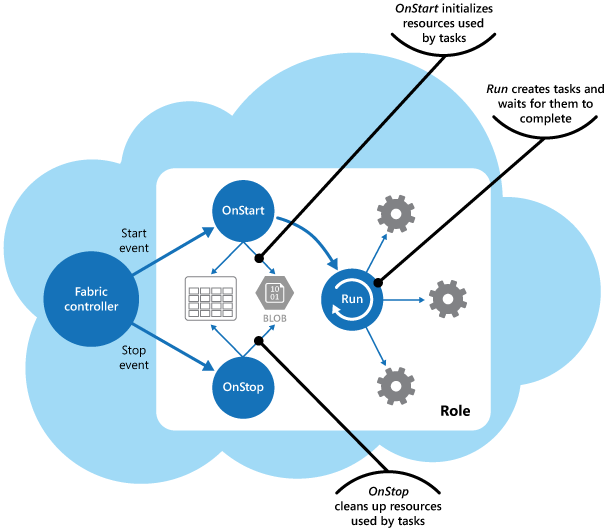 OnStart initializes
resources used
by tasks
Run creates tasks and
waits for them to
complete
OnStart
Start
event
Fabric
controller
10
01
BLOB
Run
Stop
event
OnStop
Role
OnStop
cleans up resources
used by tasks